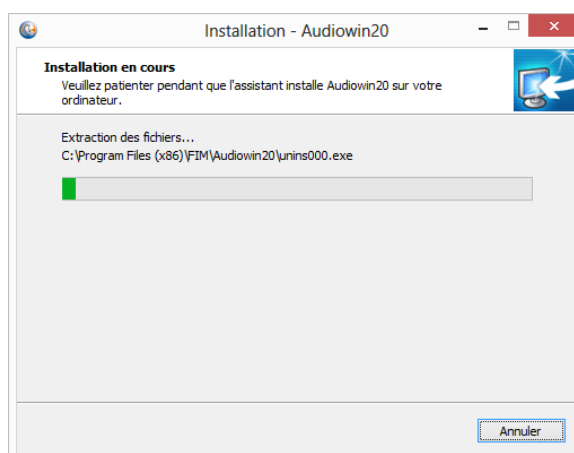 Installation - Audiowin20
Installation en cours
Veuillez patienter pendant que l'assistant installe Audiowin20 sur votre
ordinateur.
Extraction des fichiers...
C:\Program Files (x86)\FIM\Audiowin20\unins000.exe
Annuler